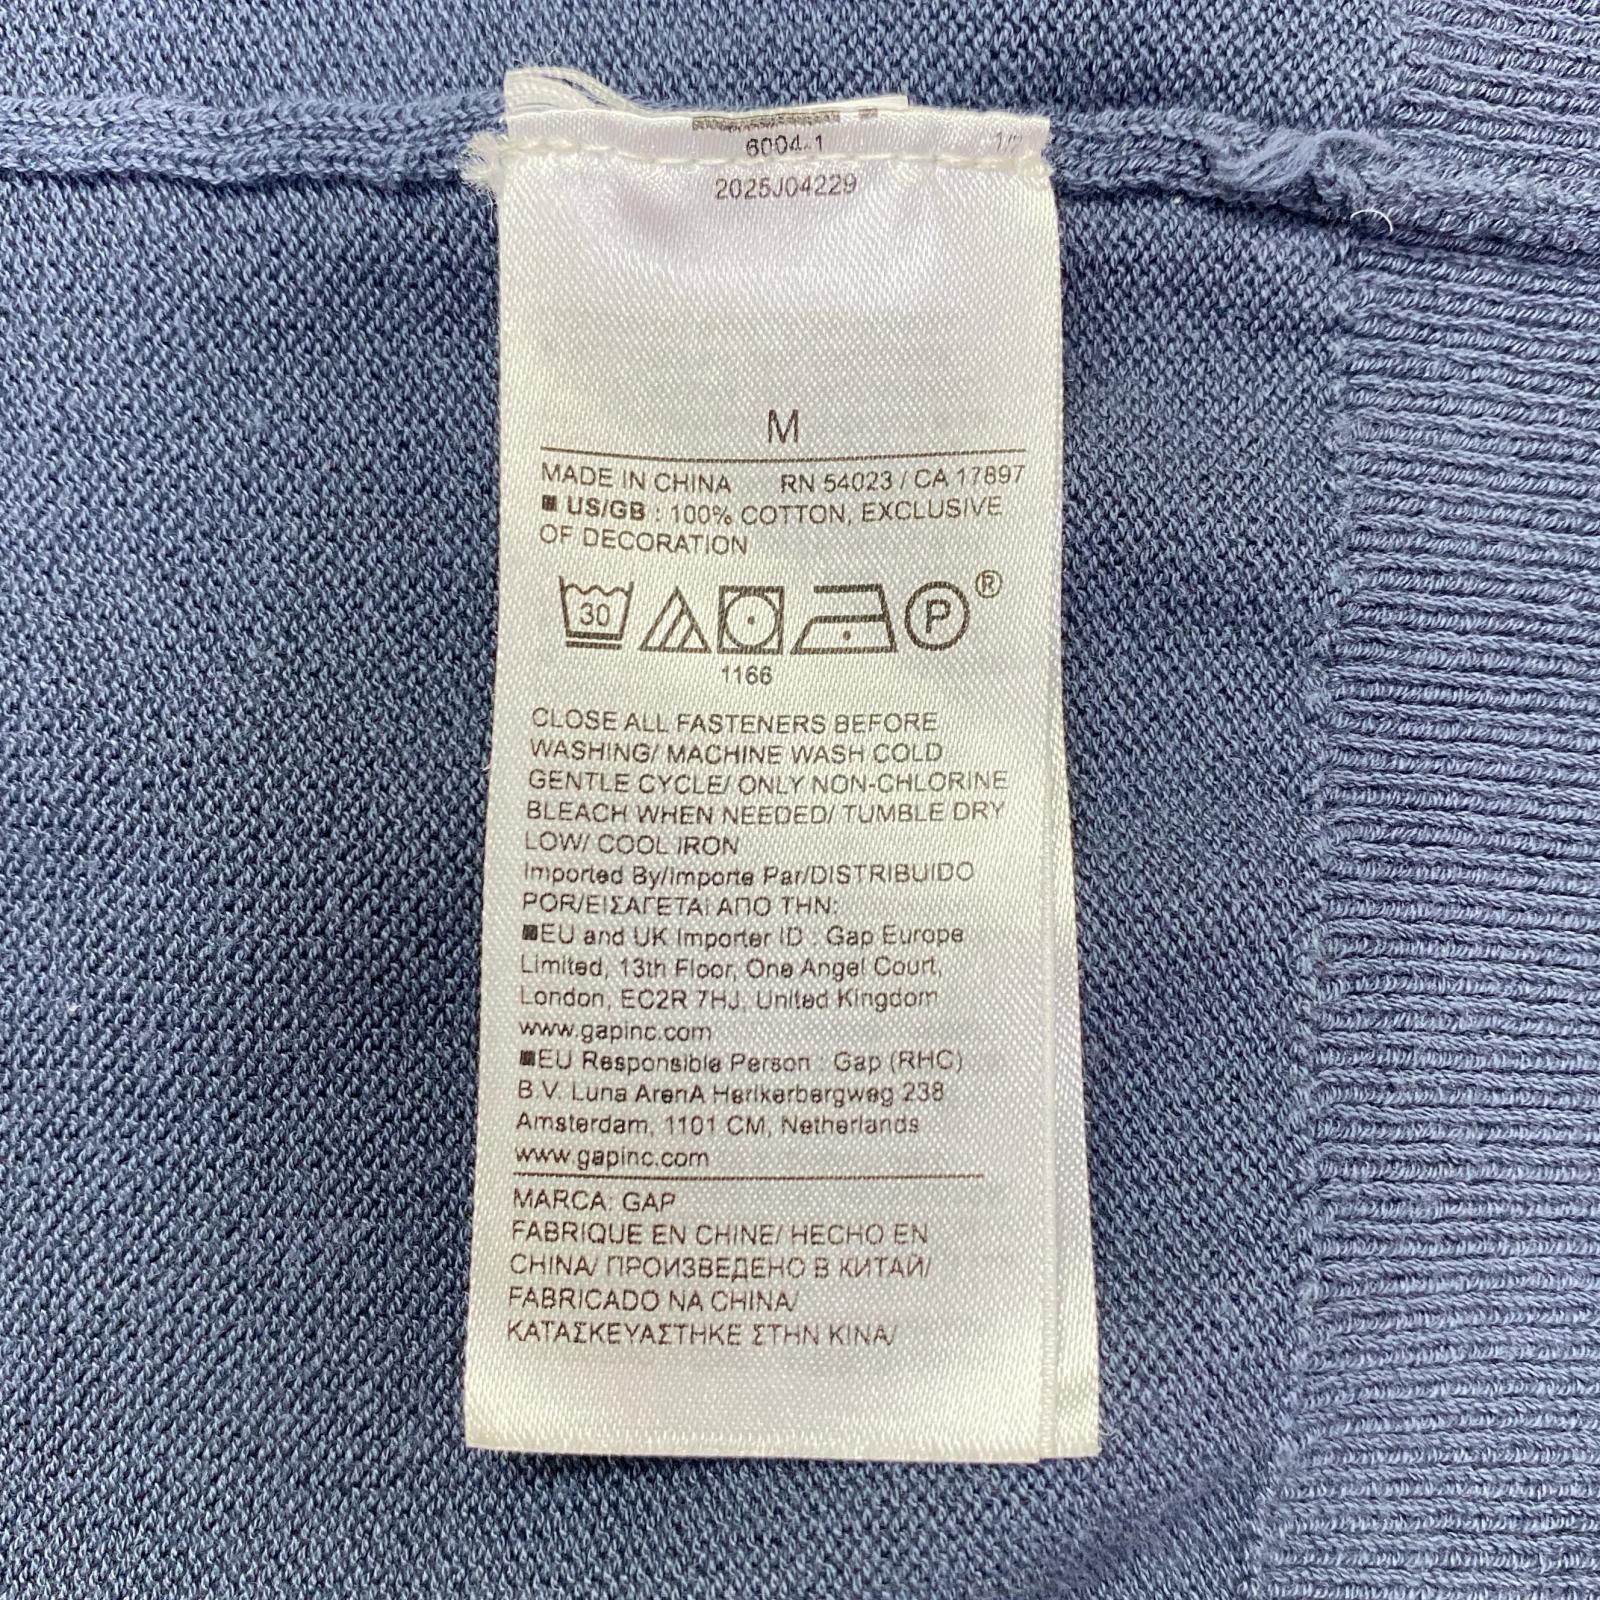 6004-1
2025J04229
M
MADE IN CHINA RN 54023 / CA 17897
US/GB : 100% COTTON, EXCLUSIVE
OF DECORATION
30 P ®
1166
CLOSE ALL FASTENERS BEFORE
WASHING/ MACHINE WASH COLD
GENTLE CYCLE/ ONLY NON-CHLORINE
BLEACH WHEN NEEDED/ TUMBLE DRY
LOW/ COOL IRON
Imported By/Importe Par/DISTRIBUIDO
POR/ΕΙΣΑΓΕΤΑΙ ΑΠΟ ΤΗΝ:
EU and UK Importer ID : Gap Europe
Limited, 13th Floor, One Angel Court,
London, EC2R 7HJ, United Kingdom
www.gapinc.com
EU Responsible Person : Gap (RHC)
B.V. Luna ArenA Herikerbergweg 238
Amsterdam, 1101 CM, Netherlands
www.gapinc.com
MARCA: GAP
FABRIQUE EN CHINE/ HECHO EN
CHINA/ ПРОИЗВЕДЕНО В КИТАЙ/
FABRICADO NA CHINA/
ΚΑΤΑΣΚΕΥΑΣΤΗΚΕ ΣΤΗΝ ΚΙΝΑ/